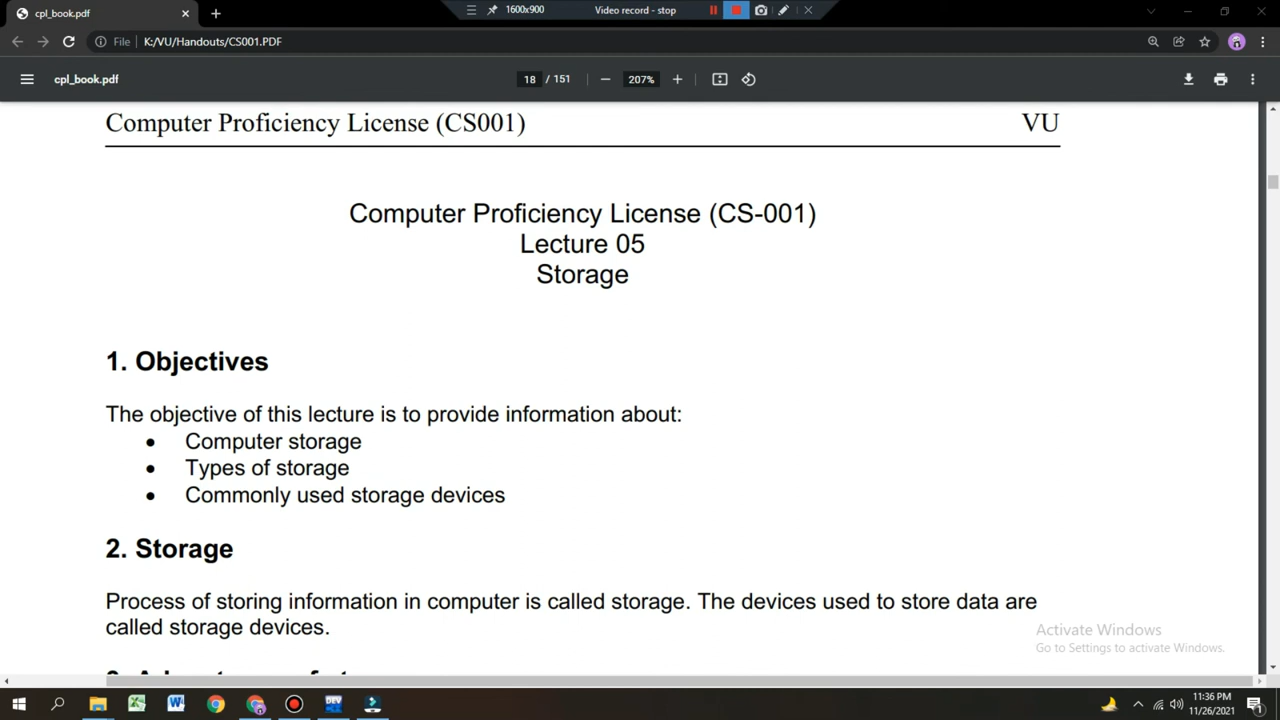 cpl_book.pdf
1600x900
Video record - stop
File
K:/VU/Handouts/CS001.PDF
cpl_book.pdf
18 / 151
207%
Computer Proficiency License (CS001) VU
Computer Proficiency License (CS-001)
Lecture 05
Storage
1. Objectives
The objective of this lecture is to provide information about:
• Computer storage
• Types of storage
• Commonly used storage devices
2. Storage
Process of storing information in computer is called storage. The devices used to store data are
called storage devices.
Activate Windows
Go to Settings to activate Windows.
DEV
11:36 PM
11/26/2021